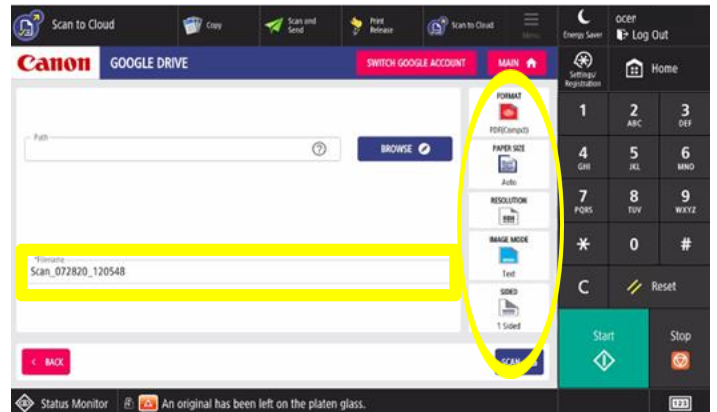 Scan to Cloud
Copy
Scan and
Send
Print
Release
Scan to Cloud
Menu
Energy Saver
ocer
Log Out
Canon
GOOGLE DRIVE
SWITCH GOOGLE ACCOUNT
MAIN
Settings/
Registration
Home
Path
BROWSE
*Filename
Scan_072820_120548
FORMAT
PDF(Compct)
PAPER SIZE
Auto
RESOLUTION
IMAGE MODE
Text
SIDED
1 Sided
< BACK
SCAN
1
2
ABC
3
DEF
4
GHI
5
JKL
6
MNO
7
PQRS
8
TUV
9
WXYZ
*
0
#
C
Reset
Start
Stop
Status Monitor
An original has been left on the platen glass.
123